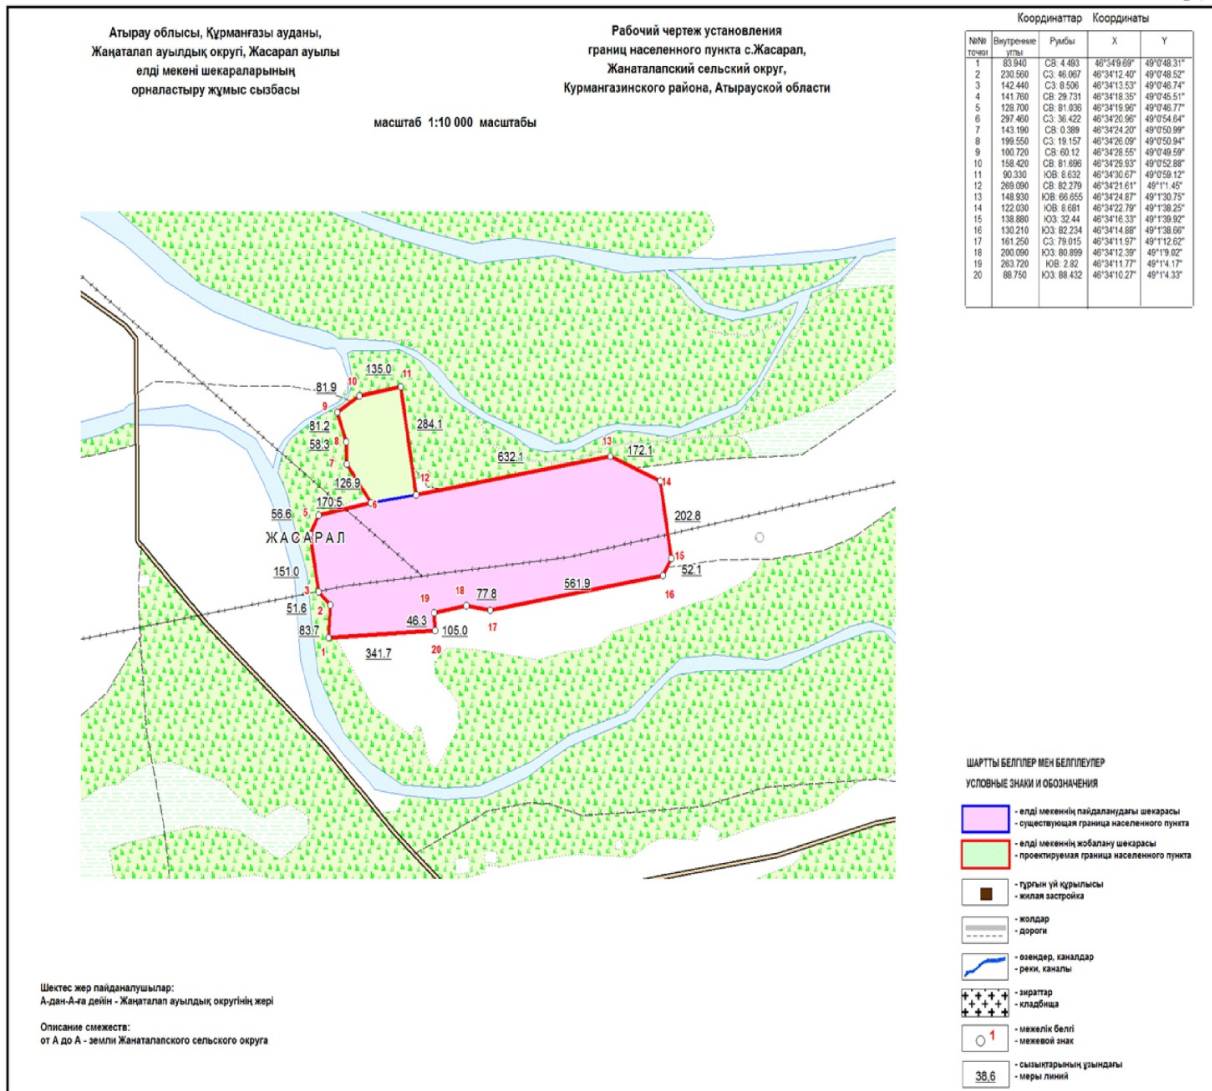 Атырау облысы, Құрманғазы ауданы,
Жаңаталап ауылдық округі, Жасарал ауылы
елді мекені шекараларының
орналастыру жұмыс сызбасы
Рабочий чертеж установления
границ населенного пункта с.Жасарал,
Жанаталапский сельский округ,
Курмангазинского района, Атырауской области
масштаб 1:10 000 масштабы
Координаттар Координаты
№№ точки Внутренние углы Румбы X Y
1 83.940 СВ: 4.493 46°34'9.69" 49°0'48.31"
2 230.560 СЗ: 46.067 46°34'12.40" 49°0'48.52"
3 142.440 СЗ: 8.506 46°34'13.53" 49°0'46.74"
4 141.760 СВ: 29.731 46°34'18.35" 49°0'45.51"
5 128.700 СВ: 81.036 46°34'19.96" 49°0'46.77"
6 297.460 СЗ: 36.422 46°34'20.96" 49°0'54.64"
7 143.190 СВ: 0.389 46°34'24.20" 49°0'50.99"
8 199.550 СЗ: 19.157 46°34'26.09" 49°0'50.94"
9 100.720 СВ: 60.12 46°34'28.55" 49°0'49.59"
10 158.420 СВ: 81.696 46°34'29.93" 49°0'52.88"
11 90.330 ЮВ: 8.632 46°34'30.67" 49°0'59.12"
12 269.090 СВ: 82.279 46°34'21.61" 49°1'1.45"
13 148.930 ЮВ: 66.655 46°34'24.87" 49°1'30.75"
14 122.030 ЮВ: 8.681 46°34'22.79" 49°1'38.25"
15 138.880 ЮЗ: 32.44 46°34'16.33" 49°1'39.92"
16 130.210 ЮЗ: 82.234 46°34'14.88" 49°1'38.66"
17 161.250 СЗ: 79.015 46°34'11.97" 49°1'12.62"
18 200.090 ЮЗ: 80.899 46°34'12.39" 49°1'9.02"
19 263.720 ЮВ: 2.82 46°34'11.77" 49°1'4.17"
20 88.750 ЮЗ: 88.432 46°34'10.27" 49°1'4.33"
135.0 11
10
81.9
9
81.2
284.1
8
58.3
13
632.1 172.1
7
126.9
14
12
170.5 6
5
56.6
202.8
ЖАСАРАЛ
15
151.0
561.9 52.1
3
77.8 16
18
51.6 2
19
46.3 17
83.7 105.0
1 341.7 20
ШАРТТЫ БЕЛГІЛЕР МЕН БЕЛГІЛЕУЛЕР
УСЛОВНЫЕ ЗНАКИ И ОБОЗНАЧЕНИЯ
- елді мекеннің пайдаланудағы шекарасы
- существующая граница населенного пункта
- елді мекеннің жобалану шекарасы
- проектируемая граница населенного пункта
- тұрғын үй құрылысы
- жилая застройка
- жолдар
- дороги
- өзендер, каналдар
- реки, каналы
- зираттар
- кладбища
1 - межелік белгі
- межевой знак
- сызықтарының ұзындағы
38,6 - меры линий
Шектес жер пайданалушылар:
А-дан-А-ға дейін - Жаңаталап ауылдық округінің жері
Описание смежеств:
от А до А - земли Жанаталапского сельского округа